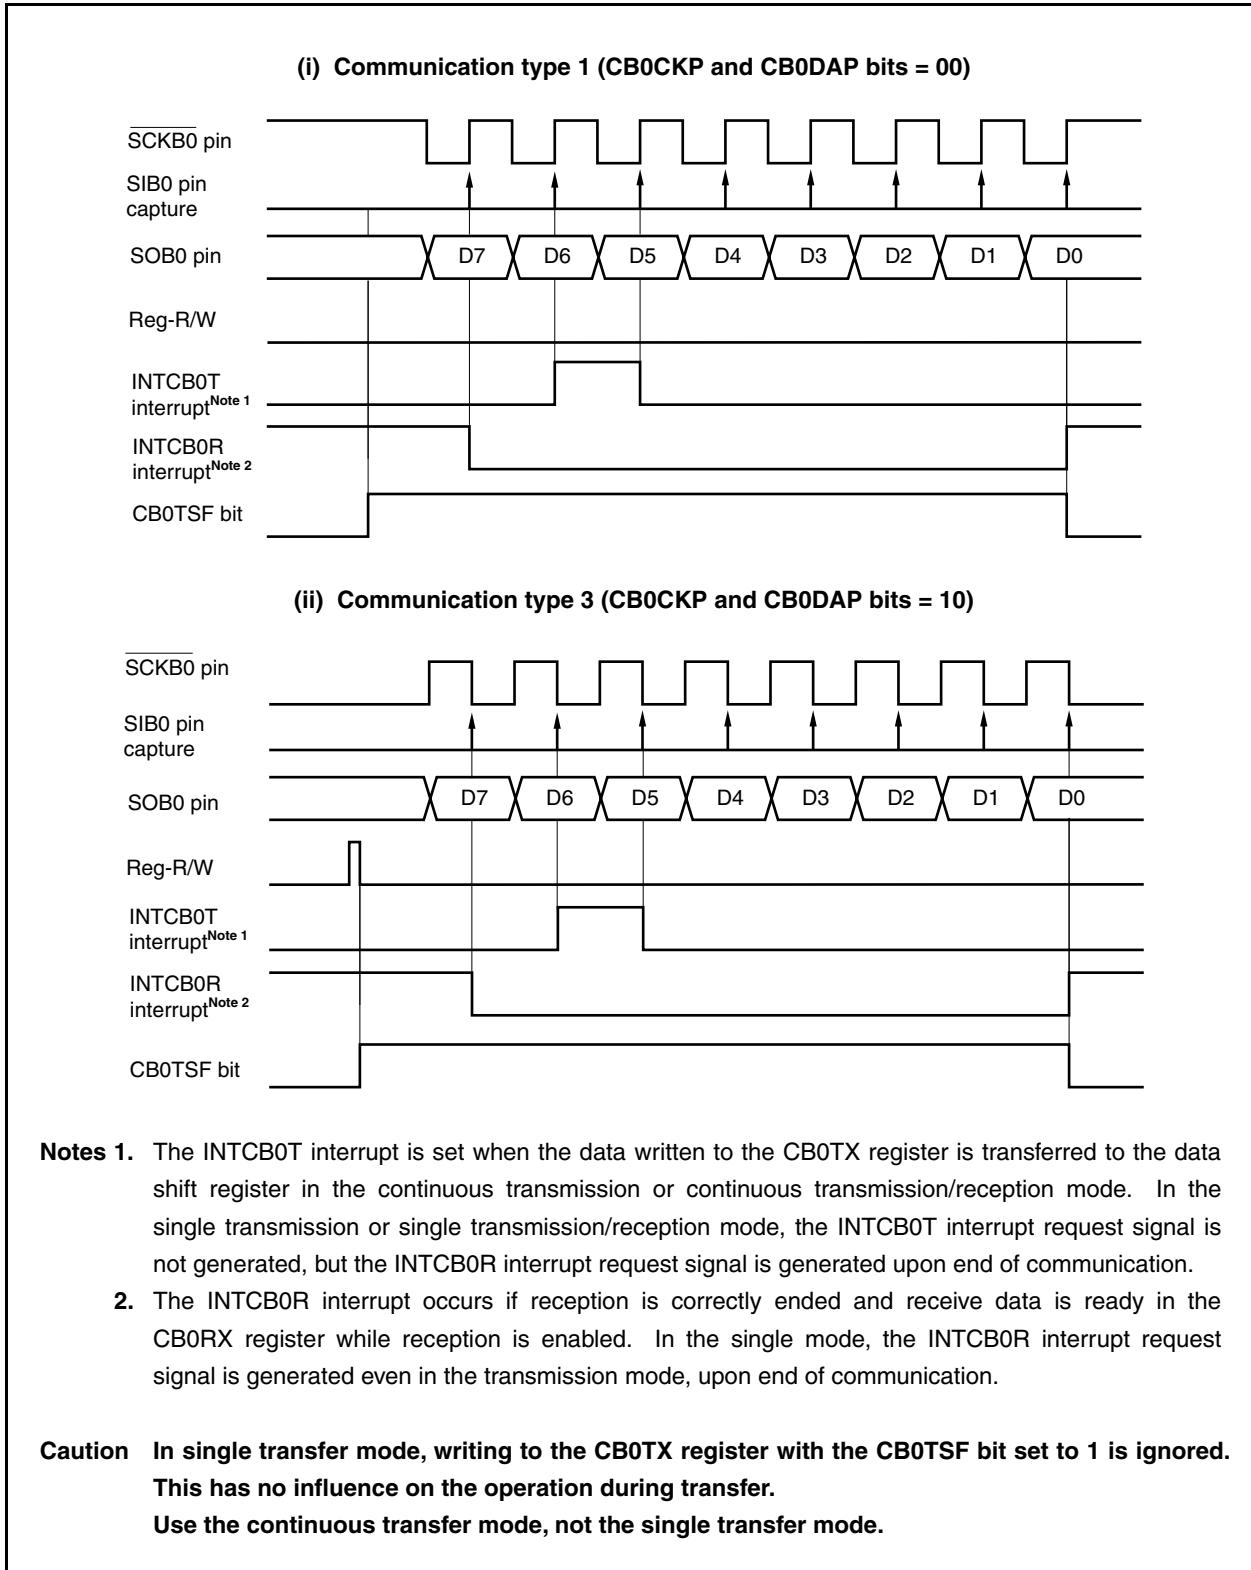 (i) Communication type 1 (CB0CKP and CB0DAP bits = 00)
SCKB0 pin
SIB0 pin
capture
SOB0 pin
D7 D6 D5 D4 D3 D2 D1 D0
Reg-R/W
INTCB0T
interrupt Note 1
INTCB0R
interrupt Note 2
CB0TSF bit
(ii) Communication type 3 (CB0CKP and CB0DAP bits = 10)
SCKB0 pin
SIB0 pin
capture
SOB0 pin
D7 D6 D5 D4 D3 D2 D1 D0
Reg-R/W
INTCB0T
interrupt Note 1
INTCB0R
interrupt Note 2
CB0TSF bit
Notes 1. The INTCB0T interrupt is set when the data written to the CB0TX register is transferred to the data
shift register in the continuous transmission or continuous transmission/reception mode. In the
single transmission or single transmission/reception mode, the INTCB0T interrupt request signal is
not generated, but the INTCB0R interrupt request signal is generated upon end of communication.
2. The INTCB0R interrupt occurs if reception is correctly ended and receive data is ready in the
CB0RX register while reception is enabled. In the single mode, the INTCB0R interrupt request
signal is generated even in the transmission mode, upon end of communication.
Caution In single transfer mode, writing to the CB0TX register with the CB0TSF bit set to 1 is ignored.
This has no influence on the operation during transfer.
Use the continuous transfer mode, not the single transfer mode.